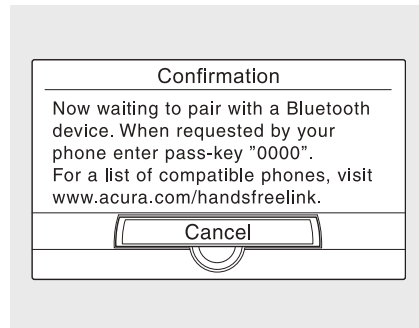 Confirmation
Now waiting to pair with a Bluetooth
device. When requested by your
phone enter pass-key ”0000”.
For a list of compatible phones, visit
www.acura.com/handsfreelink.
Cancel